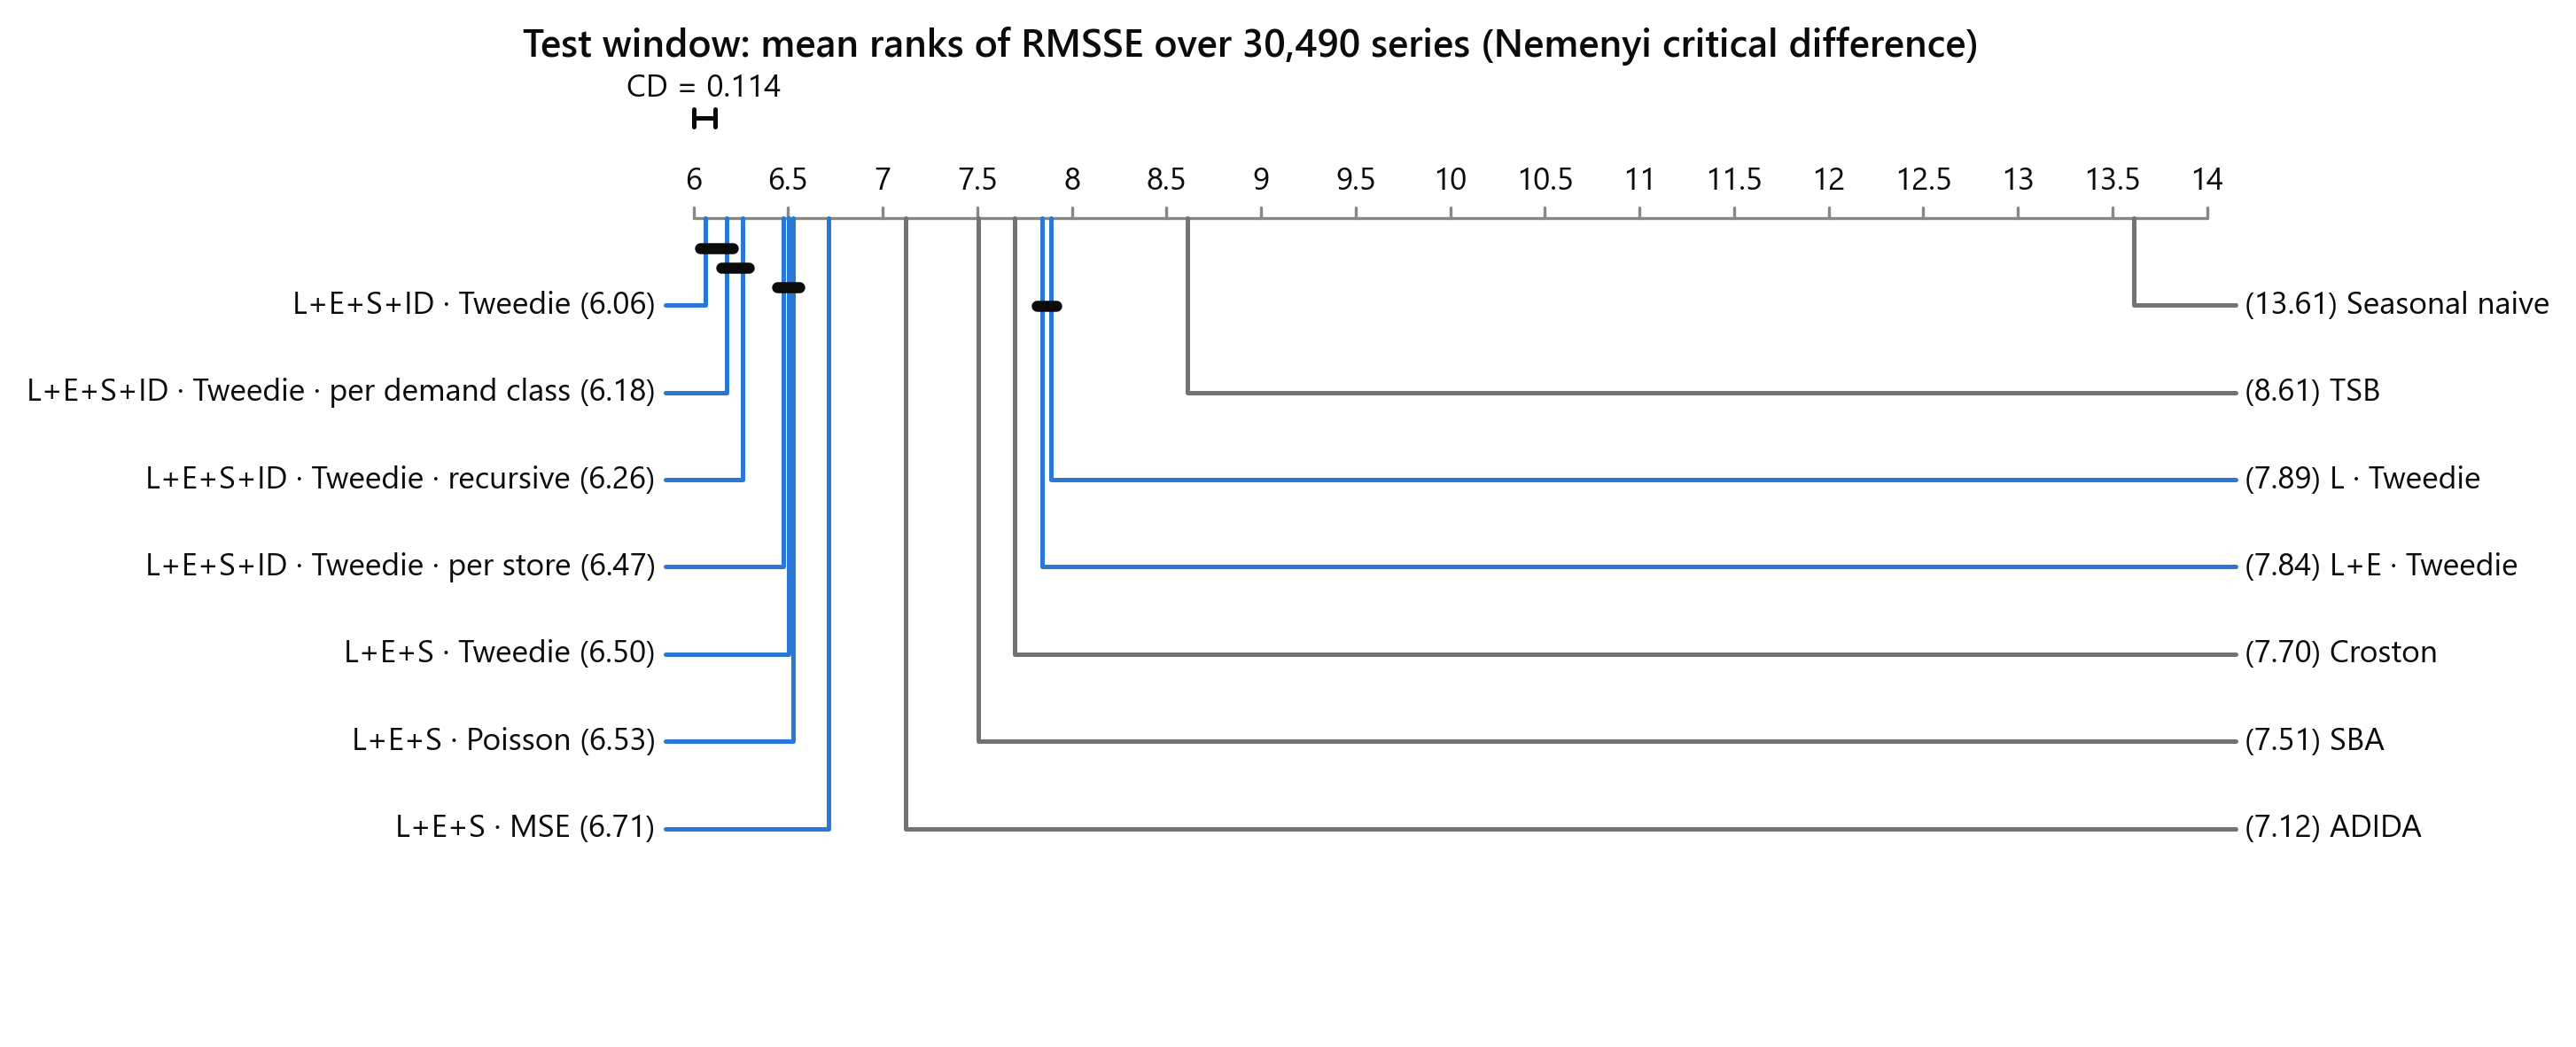 Test window: mean ranks of RMSSE over 30,490 series (Nemenyi critical difference)
CD = 0.114
6 6.5 7 7.5 8 8.5 9 9.5 10 10.5 11 11.5 12 12.5 13 13.5 14
L+E+S+ID · Tweedie (6.06)
(13.61) Seasonal naive
L+E+S+ID · Tweedie · per demand class (6.18)
(8.61) TSB
L+E+S+ID · Tweedie · recursive (6.26)
(7.89) L · Tweedie
L+E+S+ID · Tweedie · per store (6.47)
(7.84) L+E · Tweedie
L+E+S · Tweedie (6.50)
(7.70) Croston
L+E+S · Poisson (6.53)
(7.51) SBA
L+E+S · MSE (6.71)
(7.12) ADIDA